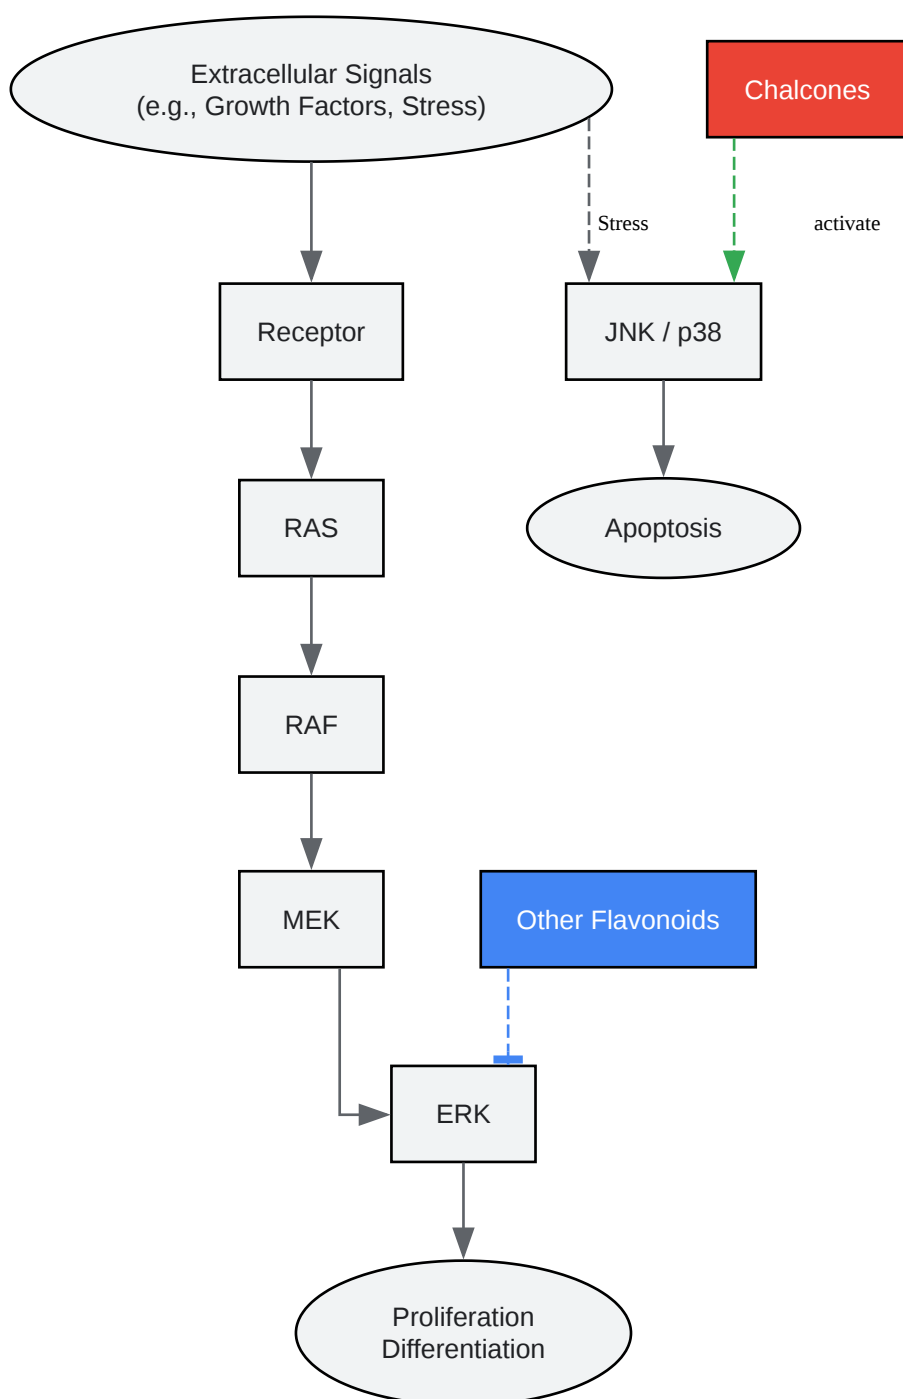 Extracellular Signals
(e.g., Growth Factors, Stress)
Chalcones
Stress
activate
Receptor
JNK / p38
RAS
Apoptosis
RAF
MEK
Other Flavonoids
ERK
Proliferation
Differentiation